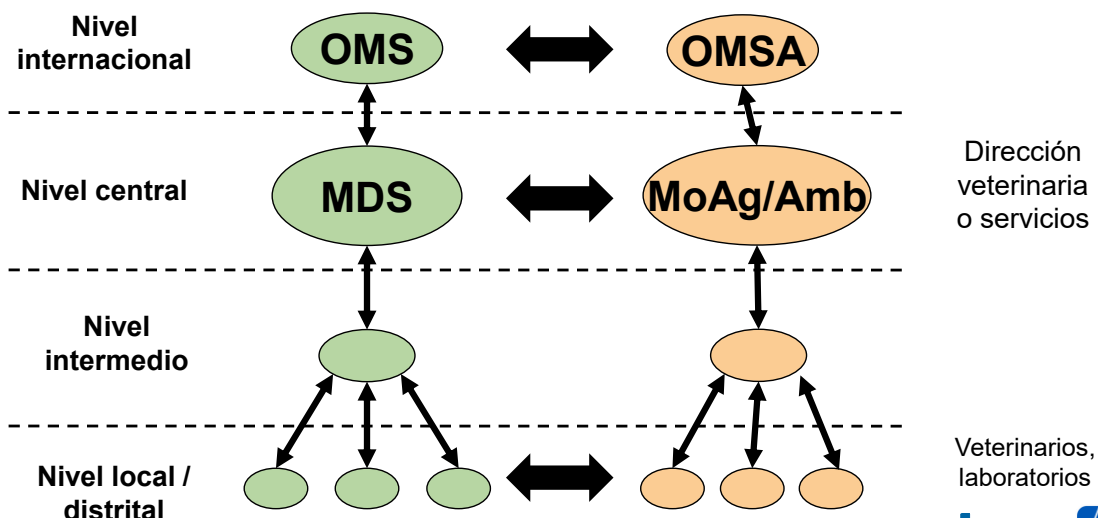 Nivel
internacional
OMS
OMSA
Nivel central
MDS
MoAg/Amb
Dirección
veterinaria
o servicios
Nivel
intermedio
Nivel local /
distrital
Veterinarios,
laboratorios